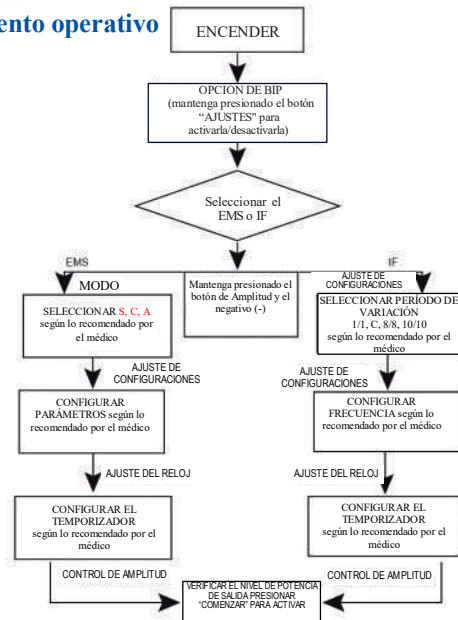 ento operativo
ENCENDER
OPCIÓN DE BIP
(mantenga presionado el botón
“AJUSTES" para
activarla/desactivarla)
Seleccionar el
EMS o IF
EMS
MODO
SELECCIONAR S, C, A
según lo recomendado por
el médico
Mantenga presionado el
botón de Amplitud y el
negativo (-)
IF
AJUSTE DE
CONFIGURACIONES
SELECCIONAR PERÍODO DE
VARIACIÓN
1/1, C, 8/8, 10/10
según lo recomendado por el
médico
AJUSTE DE
CONFIGURACIONES
CONFIGURAR
PARÁMETROS según lo
recomendado por el médico
AJUSTE DE
CONFIGURACIONES
CONFIGURAR
FRECUENCIA según lo
recomendado por el médico
AJUSTE DEL RELOJ
CONFIGURAR EL
TEMPORIZADOR
según lo recomendado por el
médico
AJUSTE DEL RELOJ
CONFIGURAR EL
TEMPORIZADOR
según lo recomendado por el
médico
CONTROL DE AMPLITUD
CONTROL DE AMPLITUD
VERIFICAR EL NIVEL DE POTENCIA
DE SALIDA PRESIONAR
“COMENZAR” PARA ACTIVAR